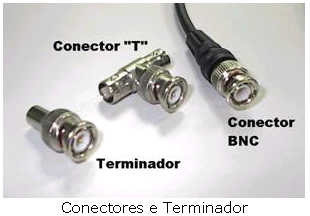 Conector "T"
Conector
BNC
Terminador
Conectores e Terminador